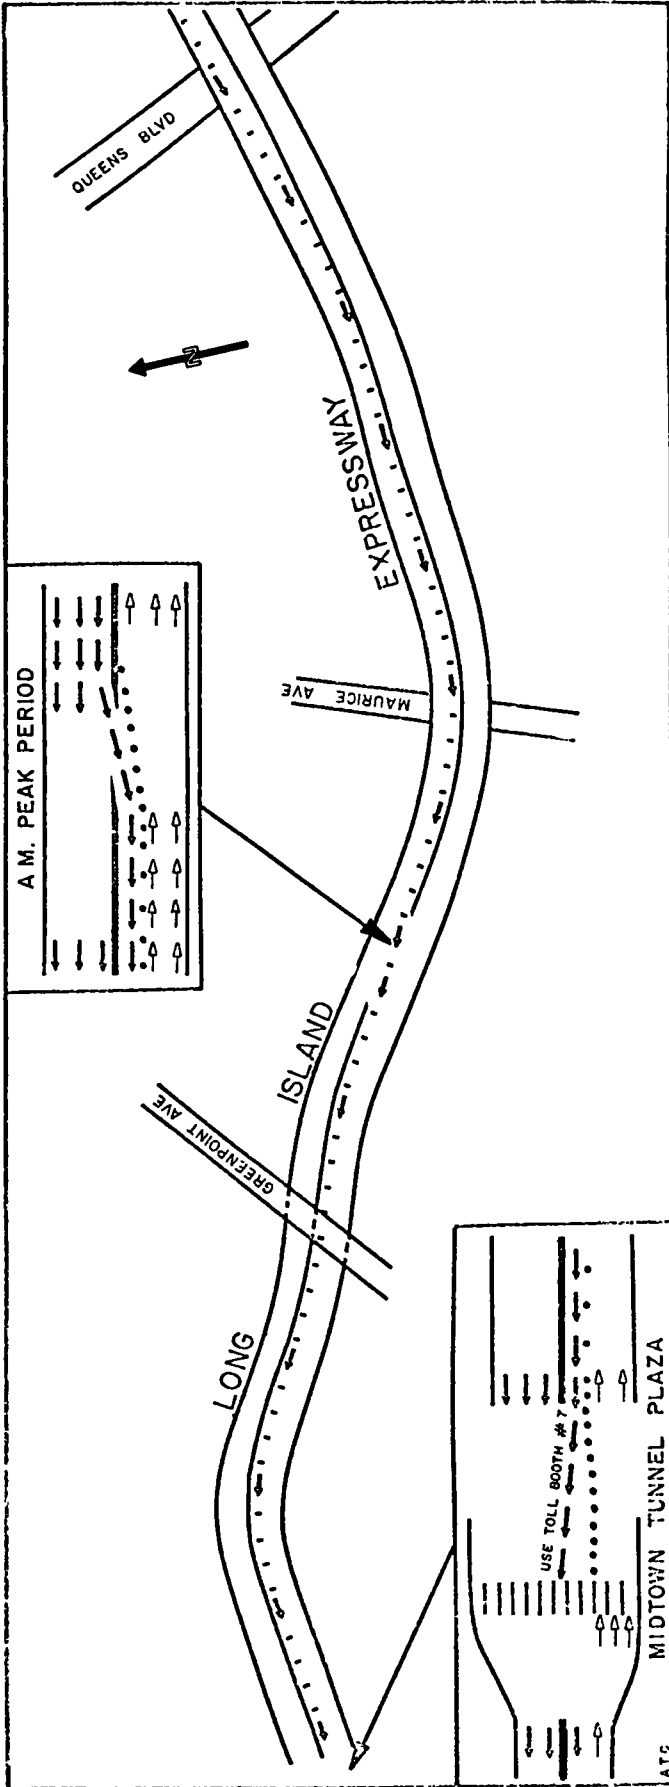 QUEENS BLVD
N
EXPRESSWAY
A.M. PEAK PERIOD
MAURICE AVE
ISLAND
GREENPOINT AVE
LONG
USE TOLL BOOTH # 7
MIDTOWN TUNNEL PLAZA